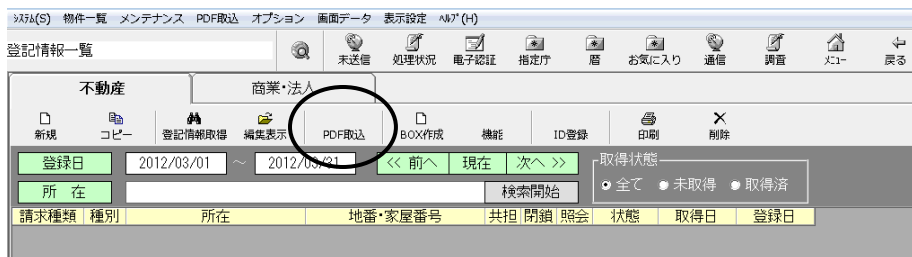 ｼｽﾃﾑ(S) 物件一覧 メンテナンス PDF取込 オプション 画面データ 表示設定 ﾍﾙﾌﾟ(H)
登記情報一覧 未送信 処理状況 電子認証 指定庁 暦 お気に入り 通信 調査 ﾒﾆｭｰ 戻る
不動産 商業・法人
新規 コピー 登記情報取得 編集表示 PDF取込 BOX作成 機能 ID登録 印刷 削除
登録日 2012/03/01 ～ 2012/03/31 << 前へ 現在 次へ >> 取得状態
所 在 検索開始 全て 未取得 取得済
請求種類 種別 所在 地番・家屋番号 共担 閉鎖 照会 状態 取得日 登録日